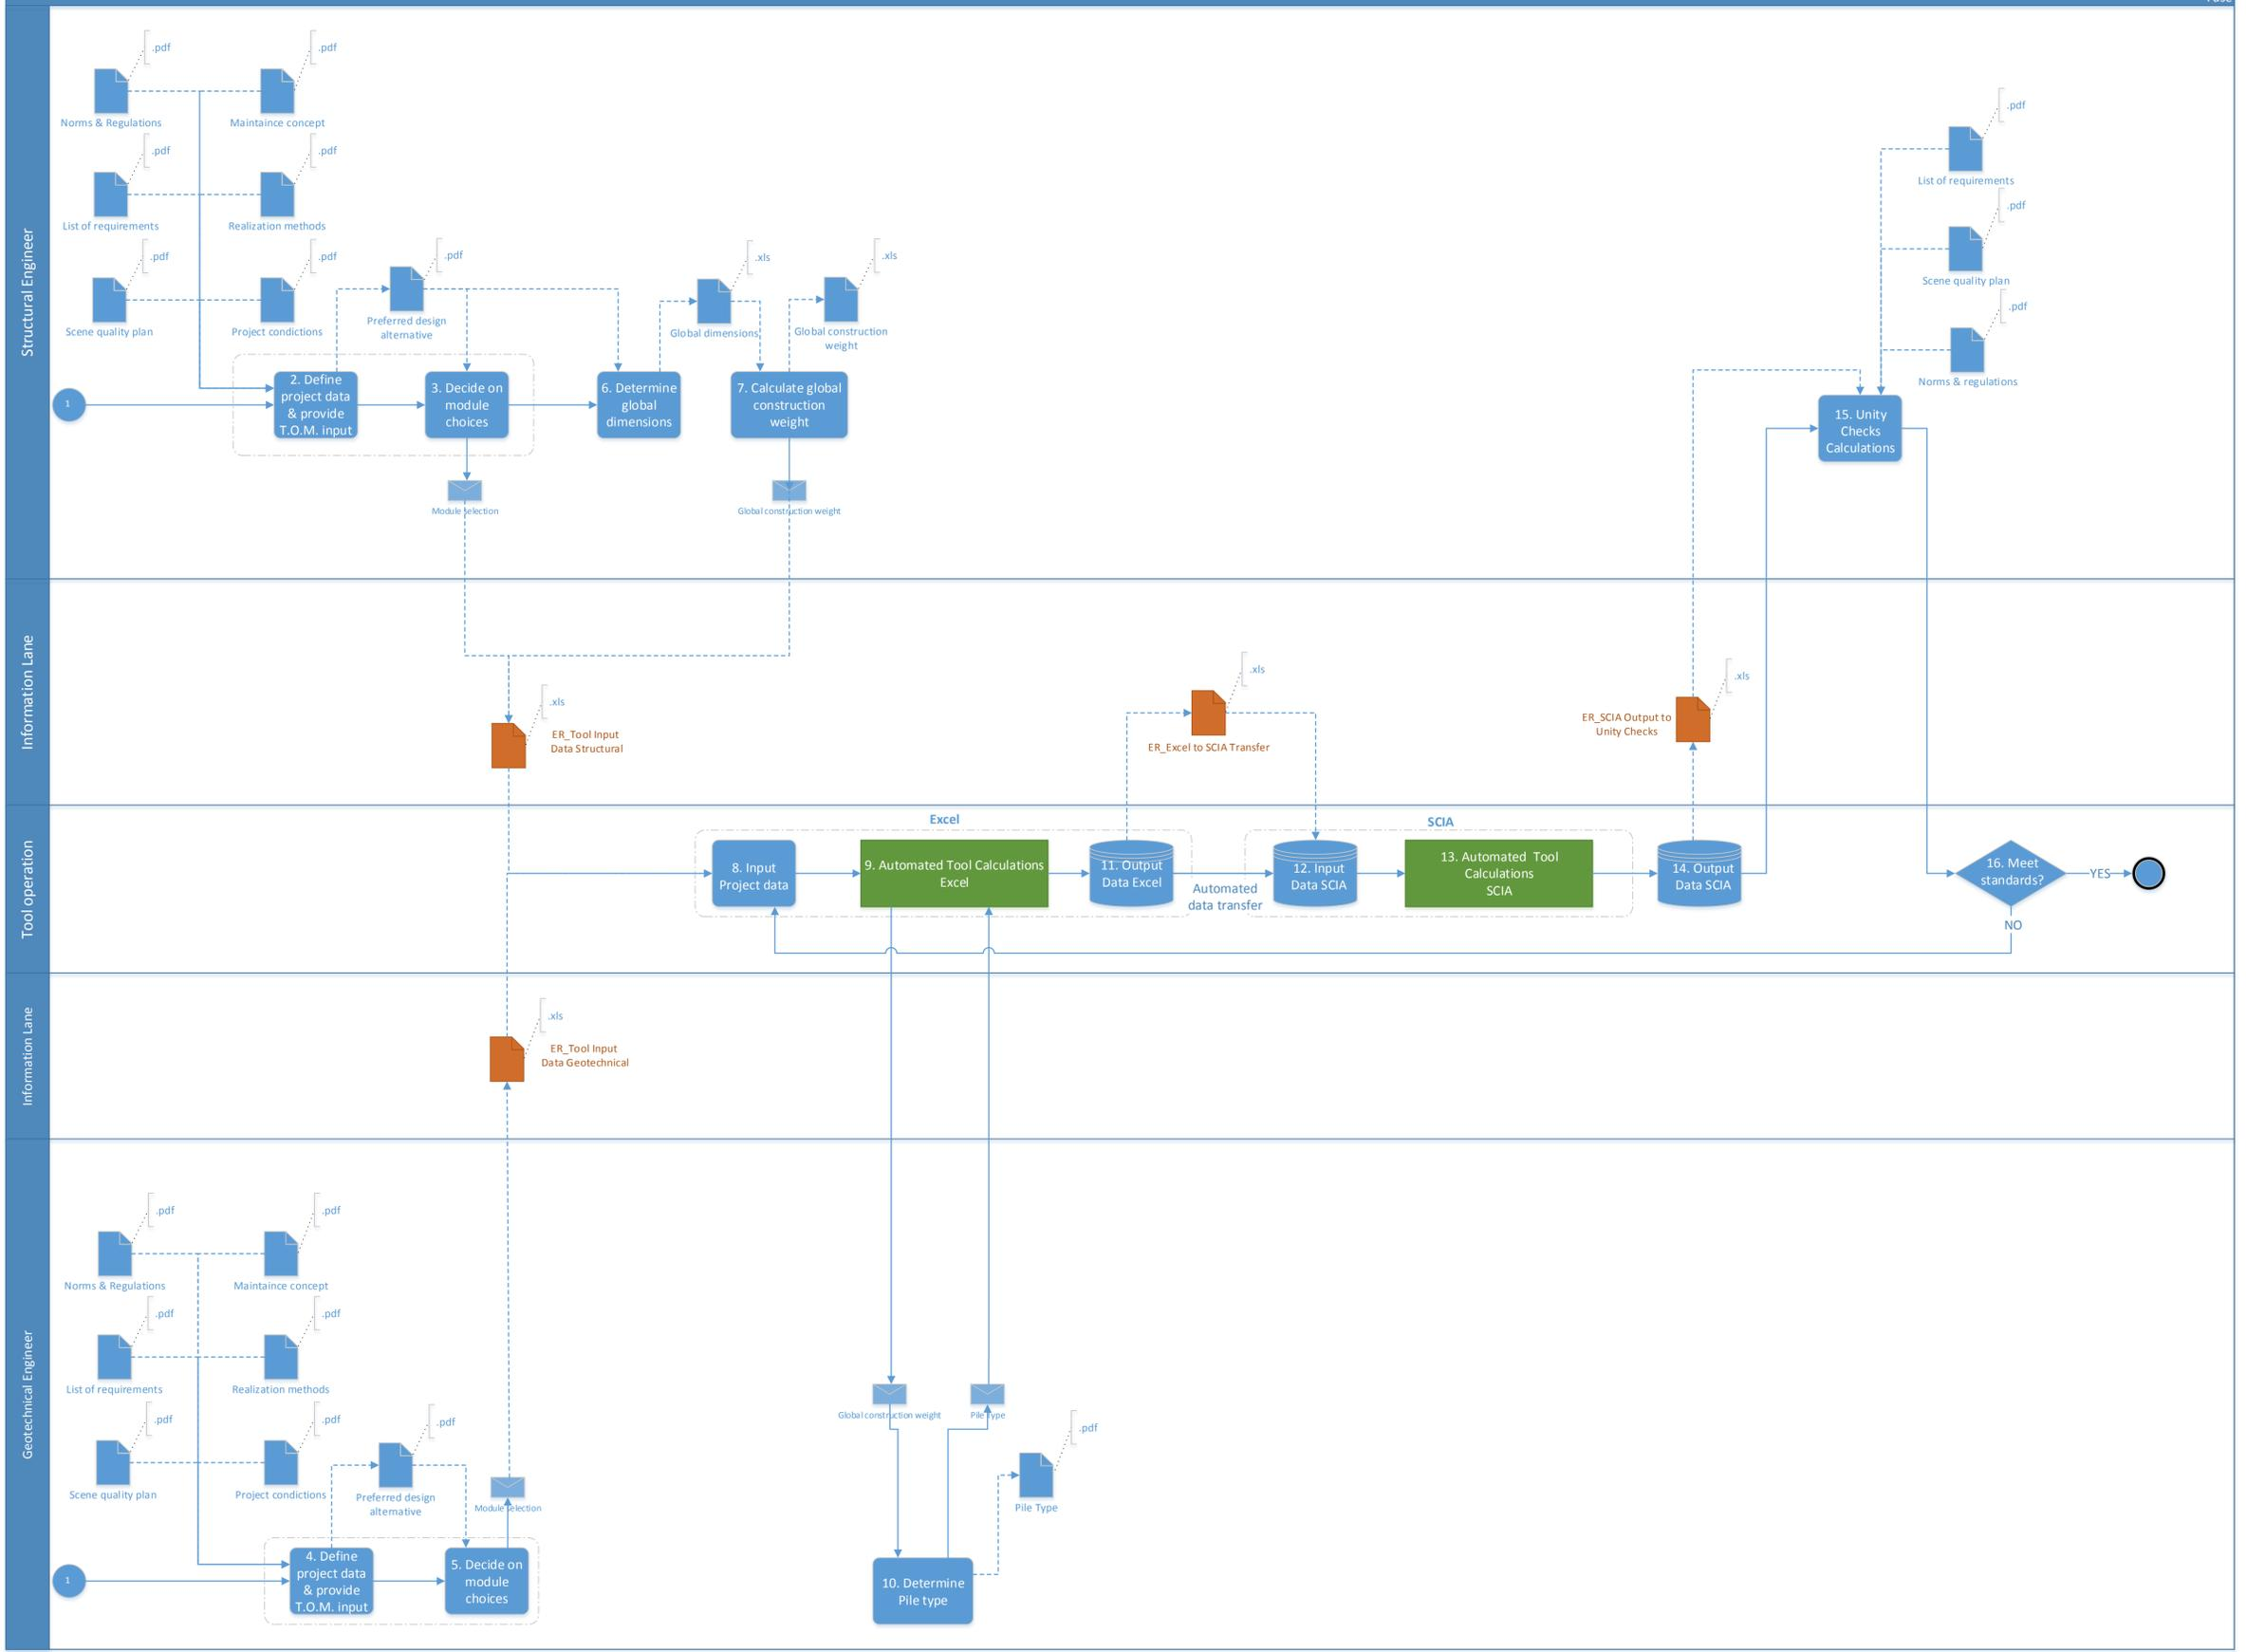 Structural Engineer
.pdf
.pdf
Norms & Regulations
Maintaince concept
.pdf
.pdf
List of requirements
Realization methods
.pdf
.pdf
Scene quality plan
Project condictions
.pdf
Preferred design
alternative
.xls
Global dimensions
.xls
Global construction
weight
1
2. Define
project data
& provide
T.O.M. input
3. Decide on
module
choices
6. Determine
global
dimensions
7. Calculate global
construction
weight
Module selection
Global construction weight
.pdf
List of requirements
.pdf
Scene quality plan
.pdf
Norms & regulations
15. Unity
Checks
Calculations
Information Lane
.xls
ER_Tool Input
Data Structural
.xls
ER_Excel to SCIA Transfer
.xls
ER_SCIA Output to
Unity Checks
Tool operation
Excel
SCIA
8. Input
Project data
9. Automated Tool Calculations
Excel
11. Output
Data Excel
Automated
data transfer
12. Input
Data SCIA
13. Automated Tool
Calculations
SCIA
14. Output
Data SCIA
16. Meet
standards?
YES
NO
Information Lane
.xls
ER_Tool Input
Data Geotechnical
Geotechnical Engineer
.pdf
.pdf
Norms & Regulations
Maintaince concept
.pdf
.pdf
List of requirements
Realization methods
.pdf
.pdf
Scene quality plan
Project condictions
.pdf
Preferred design
alternative
Module selection
1
4. Define
project data
& provide
T.O.M. input
5. Decide on
module
choices
Global construction weight
Pile Type
.pdf
Pile Type
10. Determine
Pile type